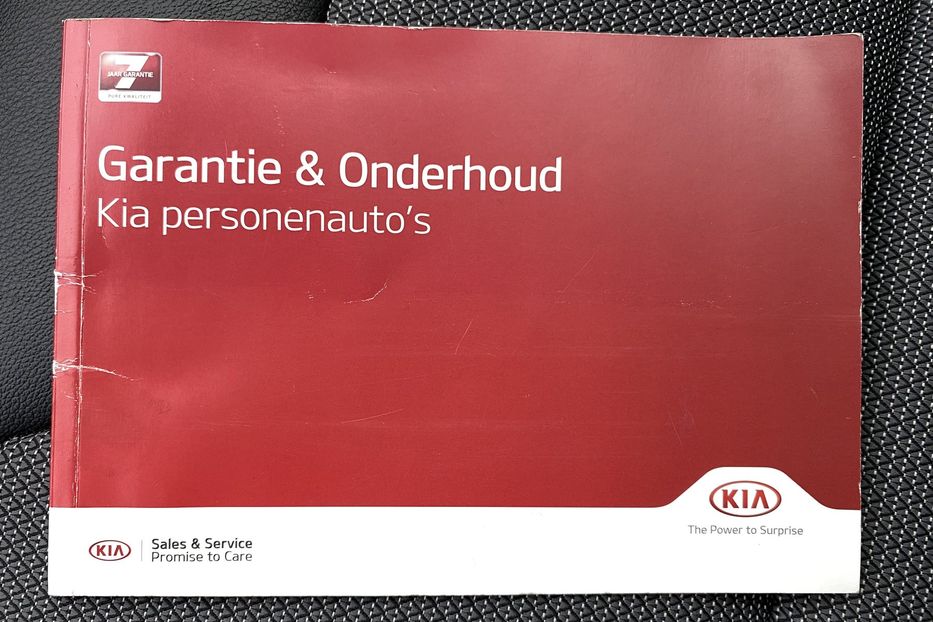 7
JAAR GARANTIE
PURE KWALITEIT
Garantie & Onderhoud
Kia personenauto's
KIA
The Power to Surprise
KIA
Sales & Service
Promise to Care